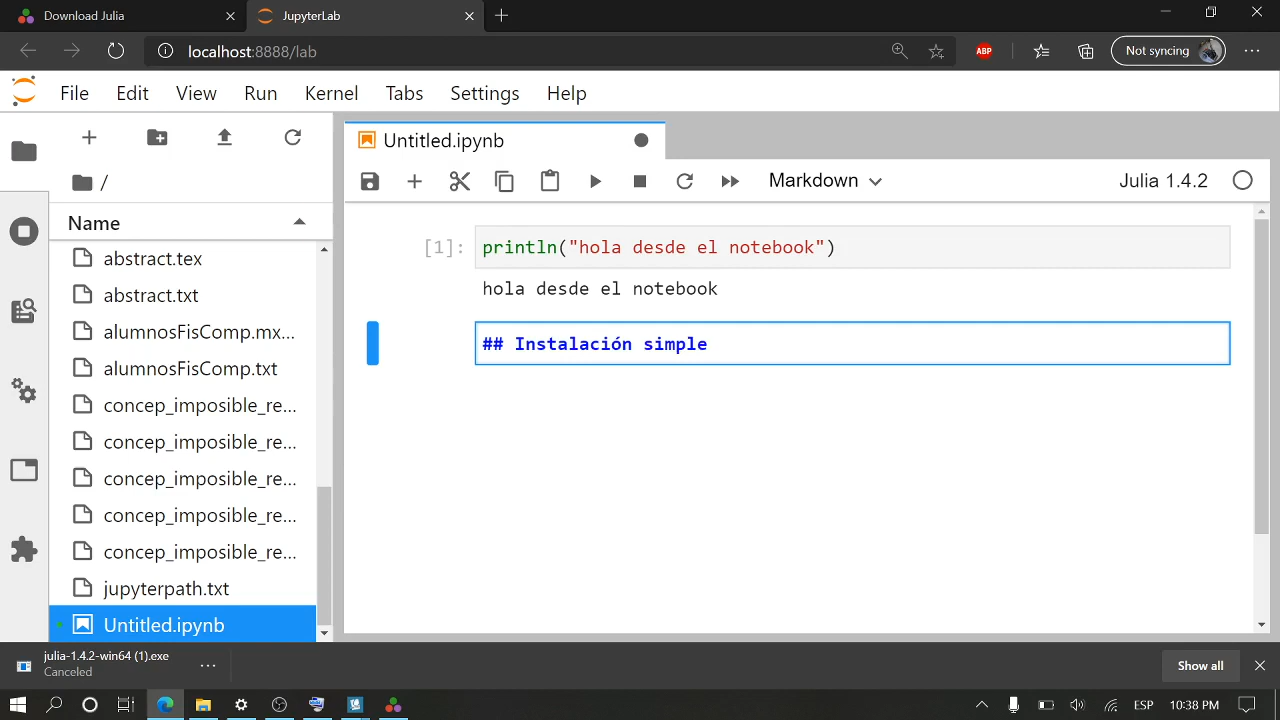 Download Julia
JupyterLab
localhost:8888/lab
ABP
Not syncing
File Edit View Run Kernel Tabs Settings Help
Untitled.ipynb
/
Markdown
Julia 1.4.2
Name
abstract.tex
abstract.txt
alumnosFisComp.mx...
alumnosFisComp.txt
concep_imposible_re...
concep_imposible_re...
concep_imposible_re...
concep_imposible_re...
concep_imposible_re...
jupyterpath.txt
Untitled.ipynb
[1]: println("hola desde el notebook")
hola desde el notebook
## Instalación simple
julia-1.4.2-win64 (1).exe
Canceled
Show all
ESP
10:38 PM